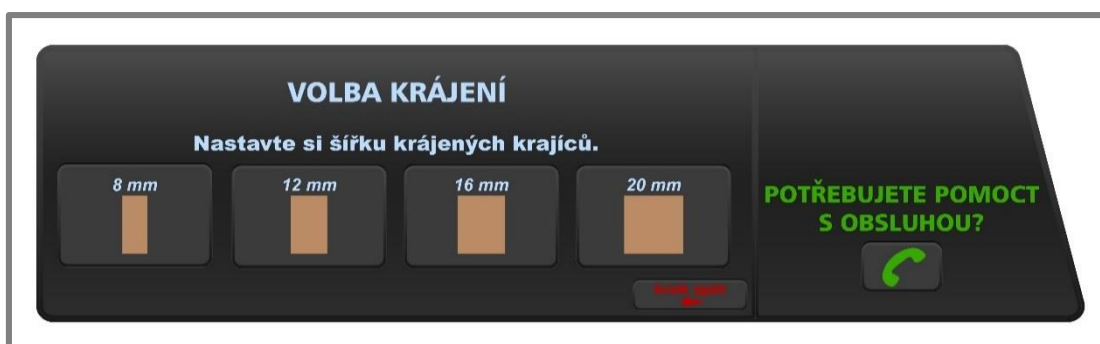 VOLBA KRÁJENÍ
Nastavte si šířku krájených krajíců.
8 mm
12 mm
16 mm
20 mm
POTŘEBUJETE POMOCT
S OBSLUHOU?